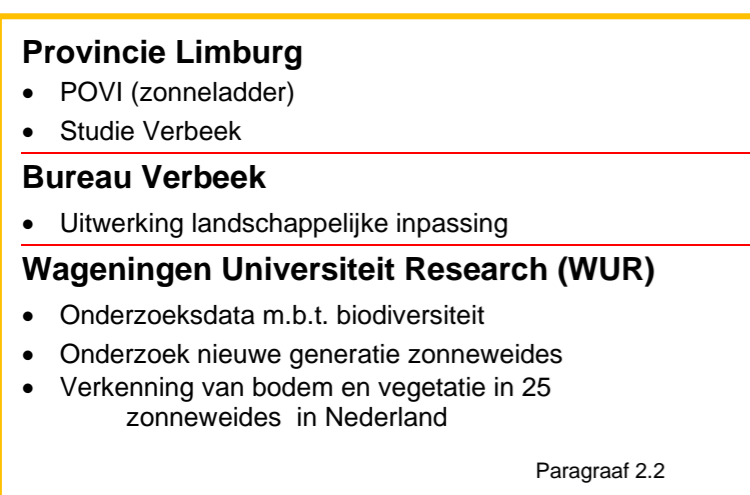 Provincie Limburg
• POVI (zonneladder)
• Studie Verbeek
Bureau Verbeek
• Uitwerking landschappelijke inpassing
Wageningen Universiteit Research (WUR)
• Onderzoeksdata m.b.t. biodiversiteit
• Onderzoek nieuwe generatie zonneweides
• Verkenning van bodem en vegetatie in 25
zonneweides in Nederland
Paragraaf 2.2